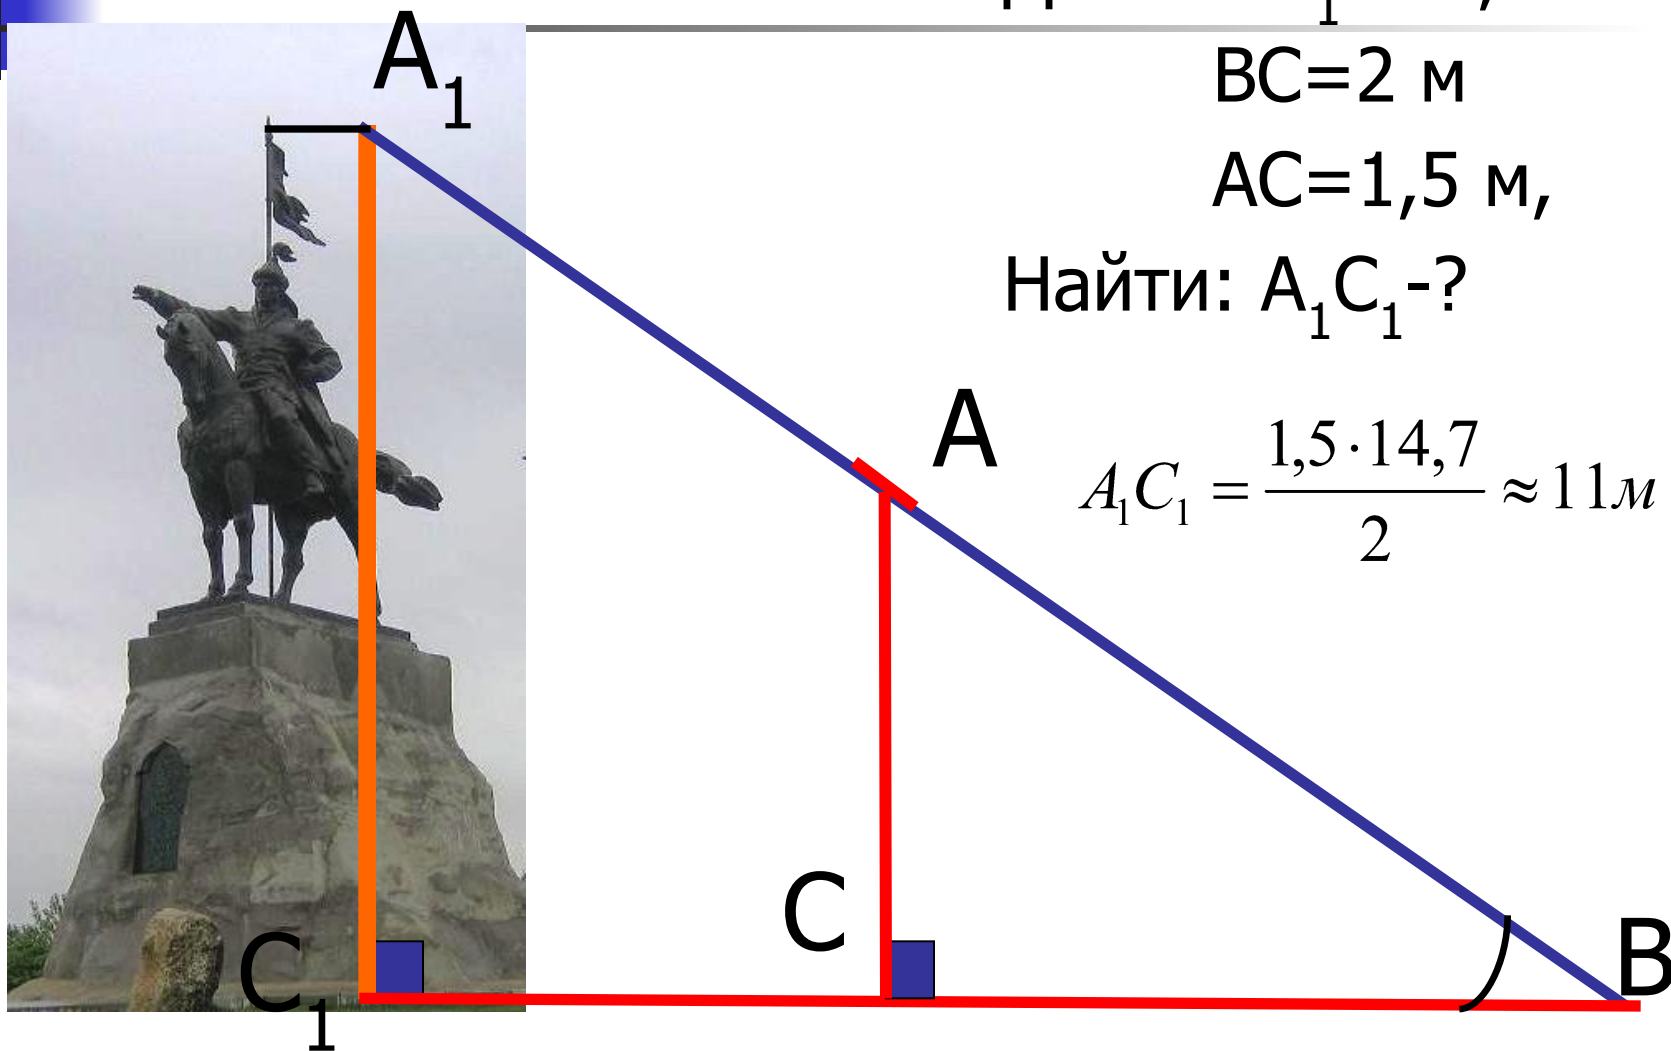 A₁
BC=2 м
AC=1,5 м,
Найти: A₁C₁-?
A
A₁C₁ = 1,5·14,7 / 2 ≈ 11м
C
B
C₁